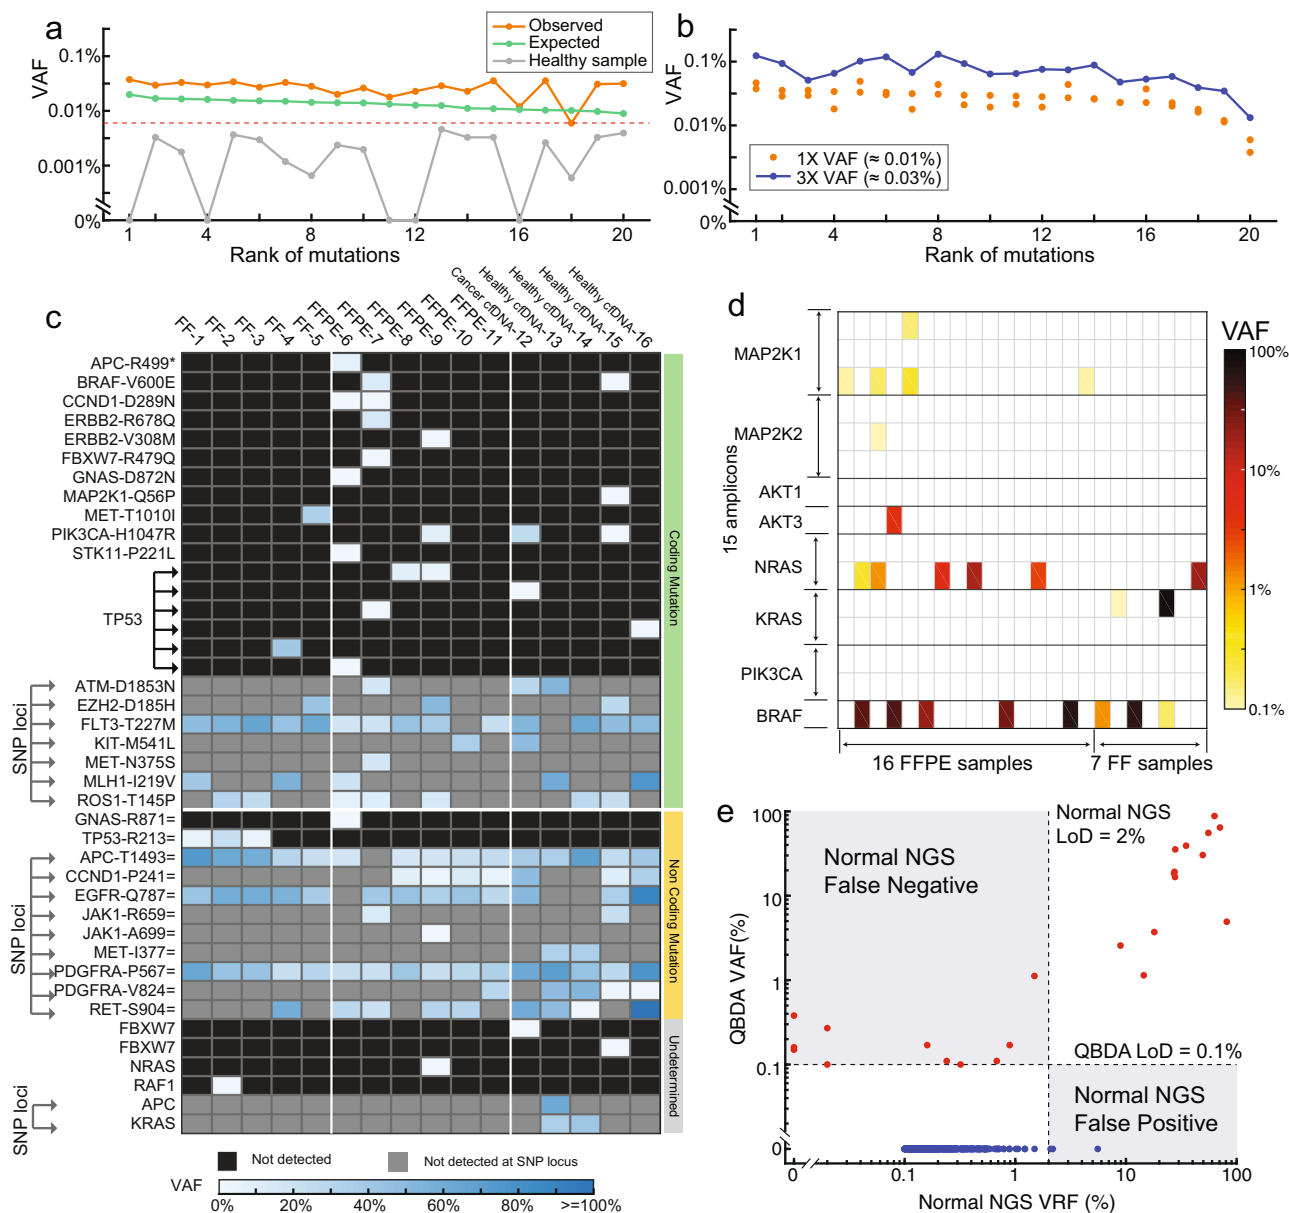 a
VAF
0.1%
0.01%
0.001%
0%
Observed
Expected
Healthy sample
1
4
8
12
16
20
Rank of mutations
b
VAF
0.1%
0.01%
0.001%
0%
1X VAF (≈ 0.01%)
3X VAF (≈ 0.03%)
1
4
8
12
16
20
Rank of mutations
c
FF-1
FF-2
FF-3
FF-4
FF-5
FFPE-6
FFPE-7
FFPE-8
FFPE-9
FFPE-10
FFPE-11
Cancer cfDNA-12
Healthy cfDNA-13
Healthy cfDNA-14
Healthy cfDNA-15
Healthy cfDNA-16
APC-R499*
BRAF-V600E
CCND1-D289N
ERBB2-R678Q
ERBB2-V308M
FBXW7-R479Q
GNAS-D872N
MAP2K1-Q56P
MET-T1010I
PIK3CA-H1047R
STK11-P221L
TP53
Coding Mutation
SNP loci
ATM-D1853N
EZH2-D185H
FLT3-T227M
KIT-M541L
MET-N375S
MLH1-I219V
ROS1-T145P
GNAS-R871=
TP53-R213=
SNP loci
APC-T1493=
CCND1-P241=
EGFR-Q787=
JAK1-R659=
JAK1-A699=
MET-I377=
PDGFRA-P567=
PDGFRA-V824=
RET-S904=
Non Coding Mutation
FBXW7
FBXW7
NRAS
RAF1
SNP loci
APC
KRAS
Undetermined
Not detected
Not detected at SNP locus
VAF
0%
20%
40%
60%
80%
>=100%
d
15 amplicons
MAP2K1
MAP2K2
AKT1
AKT3
NRAS
KRAS
PIK3CA
BRAF
16 FFPE samples
7 FF samples
VAF
100%
10%
1%
0.1%
e
QBDA VAF(%)
100
10
1
0.1
0
Normal NGS
False Negative
Normal NGS
LoD = 2%
QBDA LoD = 0.1%
Normal NGS
False Positive
0
0.1
1
10
100
Normal NGS VRF (%)